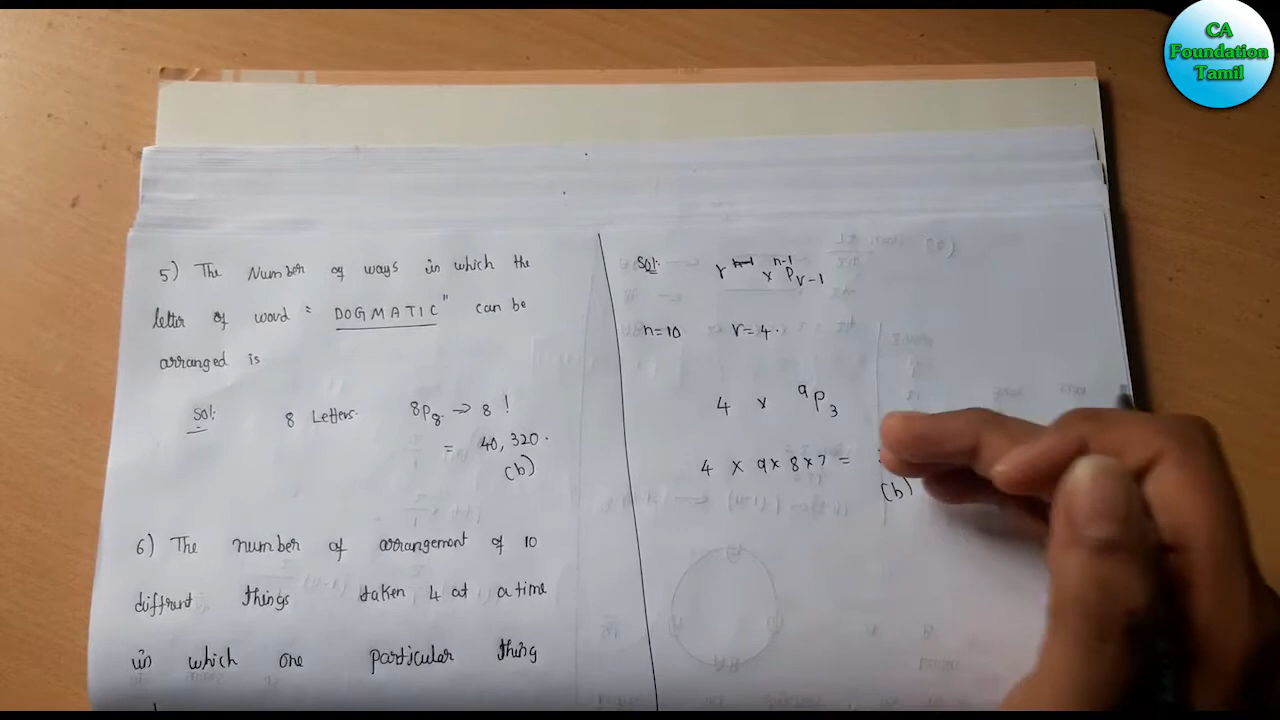 CA
Foundation
Tamil
5) The Number of ways in which the
letter of word "DOGMATIC" can be
arranged is
Sol: 8 Letters. 8P8 → 8!
= 40,320.
(b)
6) The number of arrangement of 10
diffrent things taken 4 at a time
in which one particular thing
Sol: r × n-1Pr-1
n=10 r=4.
4 × 9P3
4 × 9×8×7 =
(b)